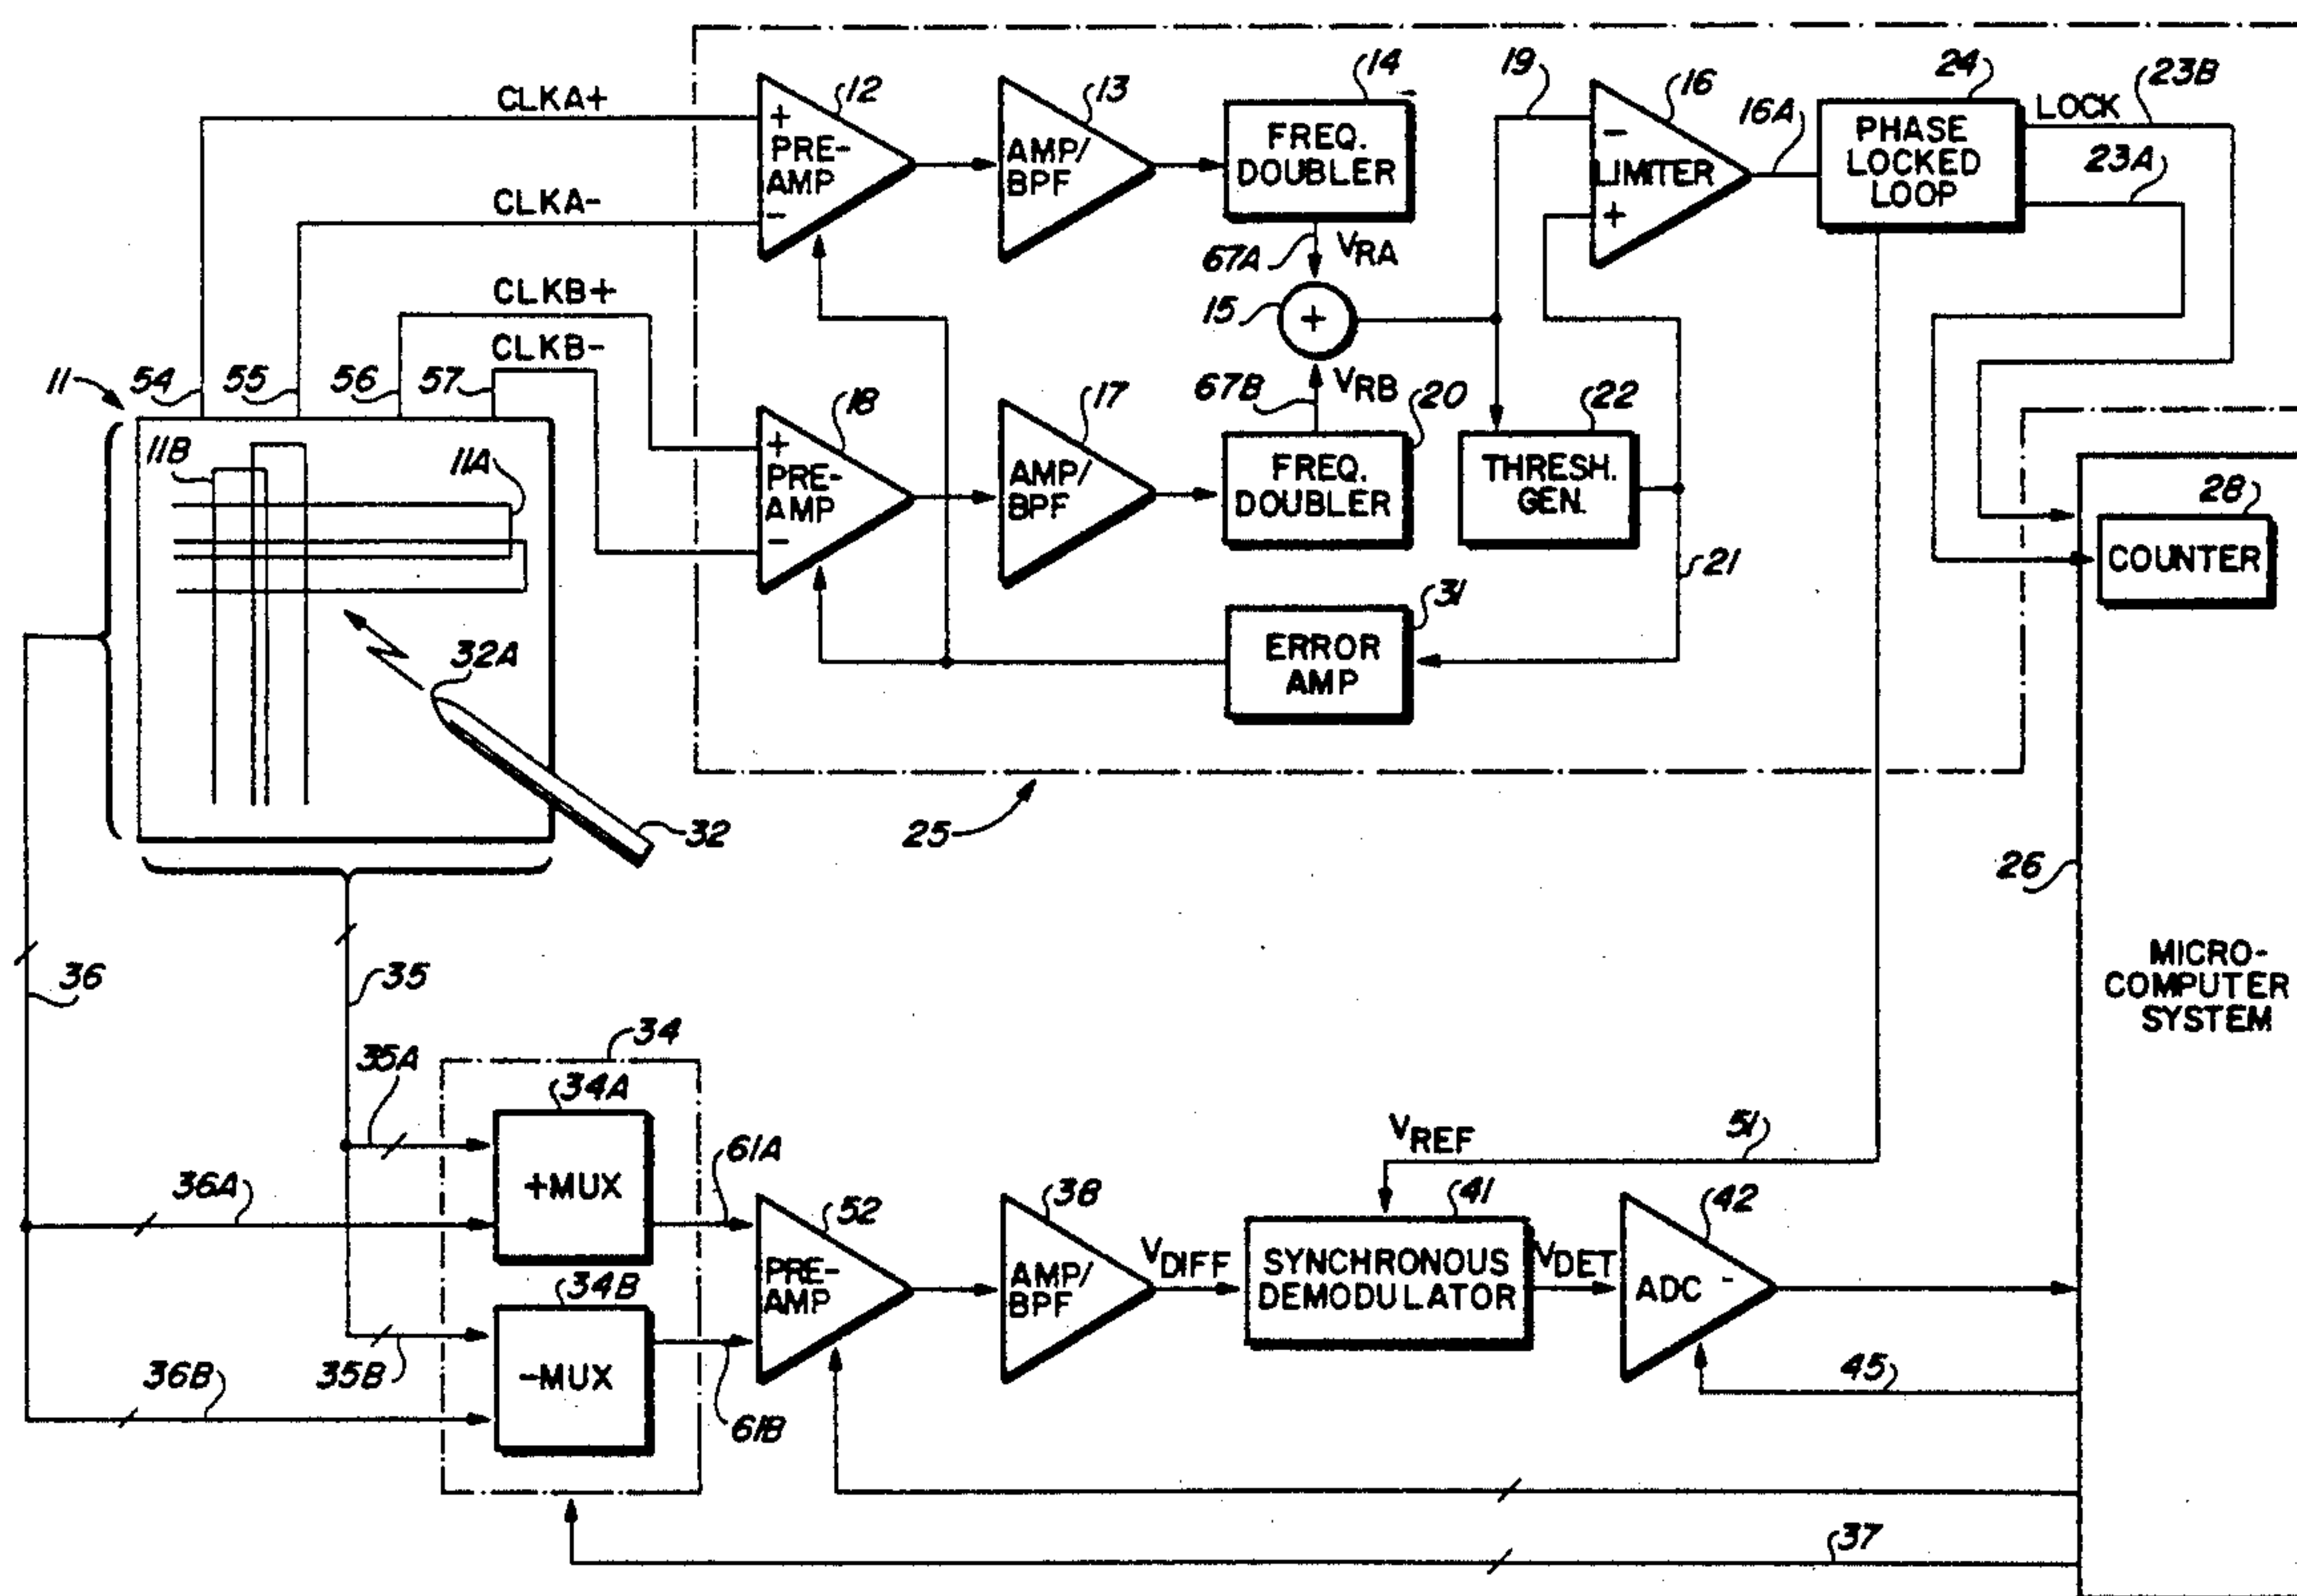 CLKA+
12
13
14
19
16
24
23B
LOCK
16A
23A
+
PRE-
AMP
-
AMP/
BPF
FREQ.
DOUBLER
-
LIMITER
+
PHASE
LOCKED
LOOP
CLKA-
67A
VRA
CLKB+
15
+
CLKB-
11
54
55
56
57
18
17
67B
VRB
20
22
11B
11A
+
PRE-
AMP
-
AMP/
BPF
FREQ.
DOUBLER
THRESH.
GEN.
28
COUNTER
21
31
ERROR
AMP
32A
32
25
26
MICRO-
COMPUTER
SYSTEM
36
35
34
35A
34A
+MUX
61A
36A
VREF
51
52
38
41
42
PRE-
AMP
AMP/
BPF
VDIFF
SYNCHRONOUS
DEMODULATOR
VDET
ADC
34B
-MUX
36B
35B
61B
45
37